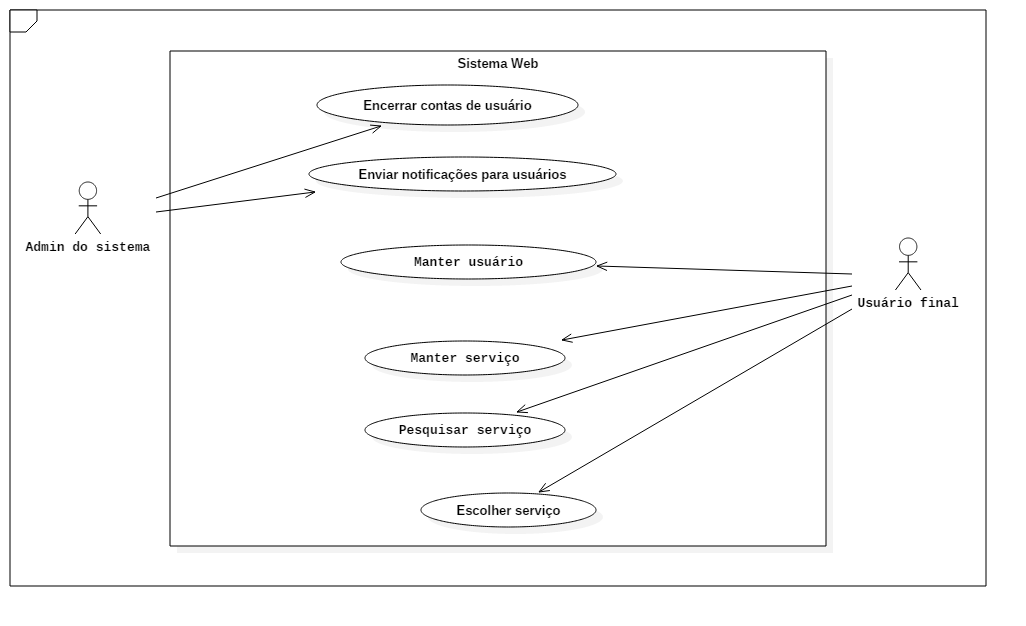 Sistema Web
Encerrar contas de usuário
Enviar notificações para usuários
Admin do sistema
Manter usuário
Usuário final
Manter serviço
Pesquisar serviço
Escolher serviço